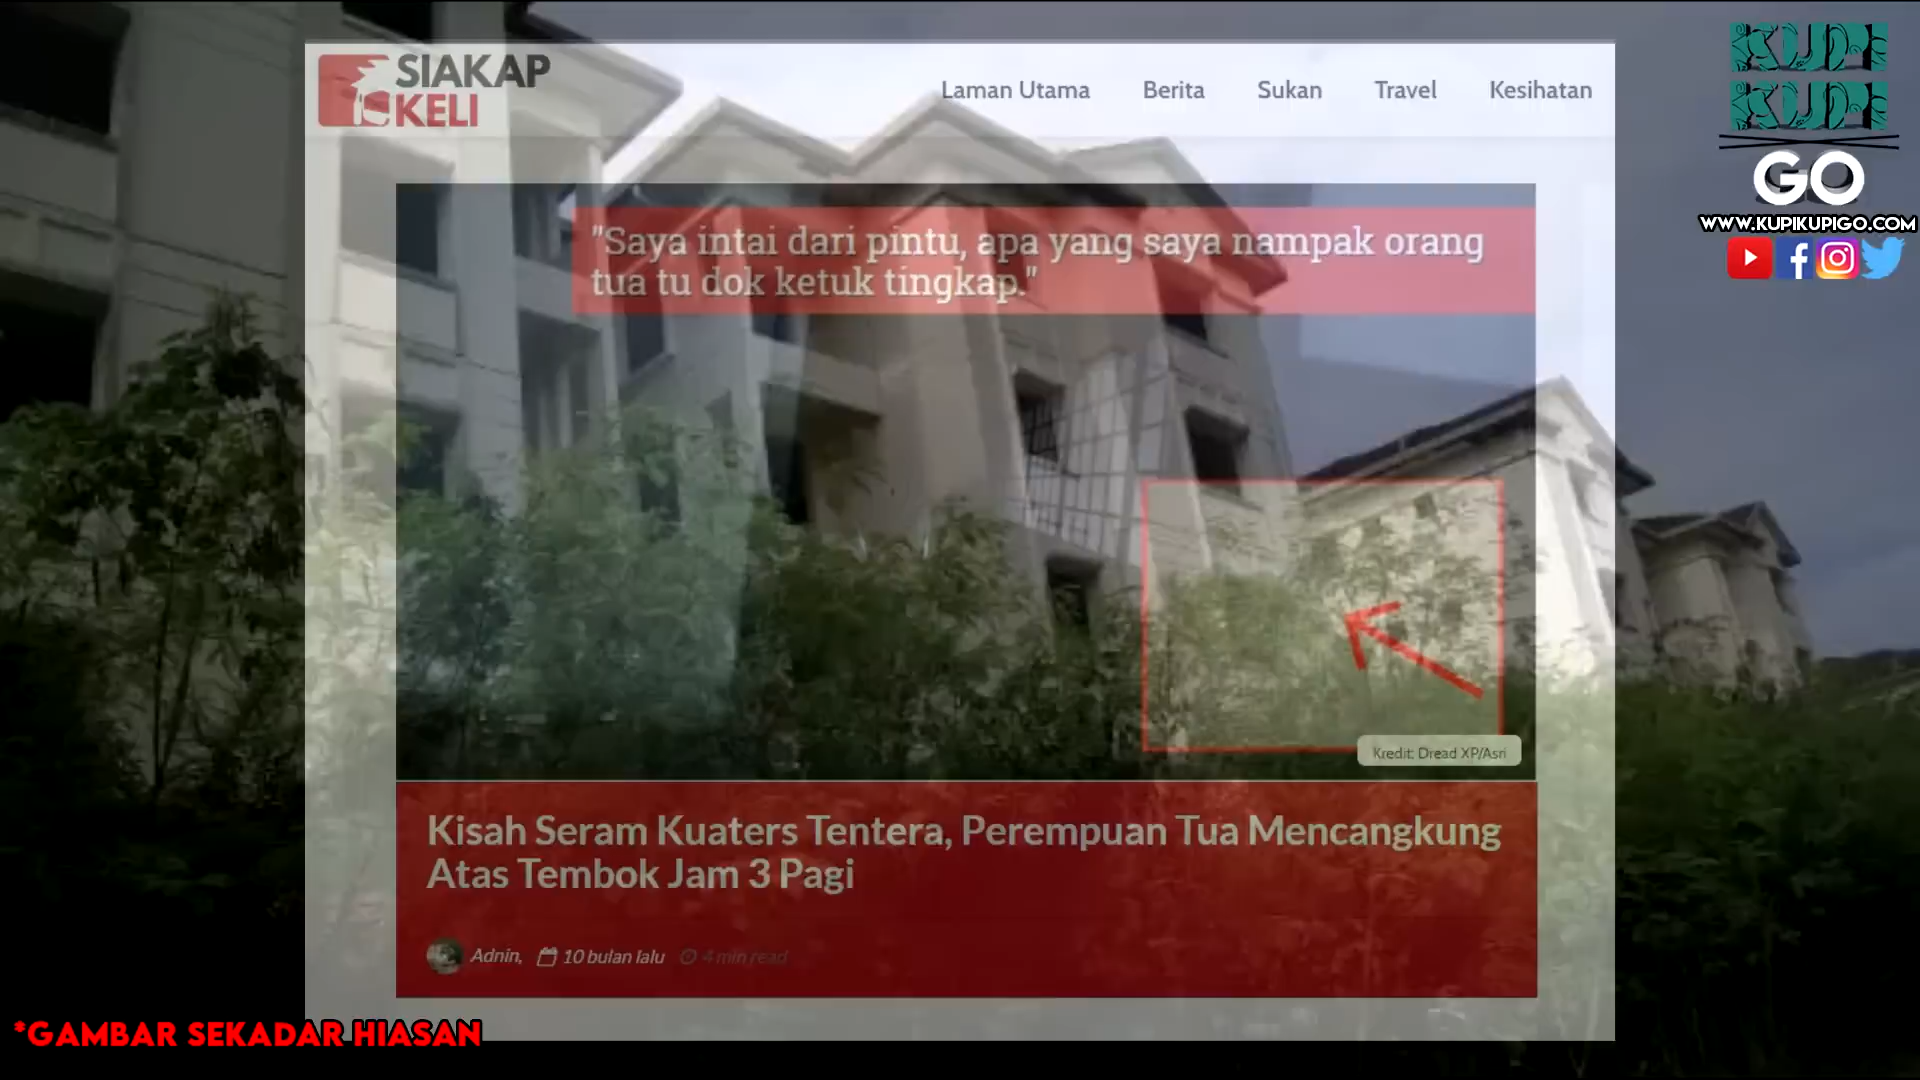 SIAKAP
KELI
Laman Utama Berita Sukan Travel Kesihatan
KUPI
KUPI
GO
WWW.KUPIKUPIGO.COM
"Saya intai dari pintu, apa yang saya nampak orang
tua tu dok ketuk tingkap."
Kredit: Dread XP/Asri
Kisah Seram Kuaters Tentera, Perempuan Tua Mencangkung
Atas Tembok Jam 3 Pagi
Adnin, 10 bulan lalu 4 min read
*GAMBAR SEKADAR HIASAN